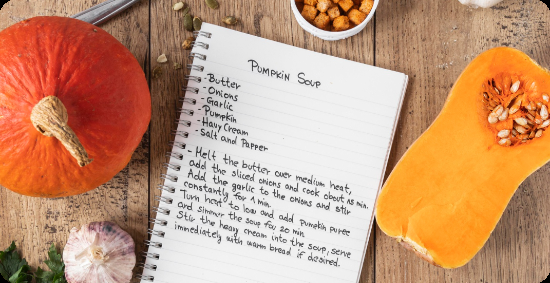 Pumpkin Soup
- Butter
- Onions
- Garlic
- Pumpkin
- Havy Cream
- Salt and Papper
- Melt the butter over medium heat,
add the sliced onions and cook about 15 min.
Add the garlic to the onions and stir
constantly for 1 min.
Turn heat to low and add pumpkin puree
and simmer the soup for 20 min.
Stir the heavy cream into the soup, serve
immediately with warm bread if desired.